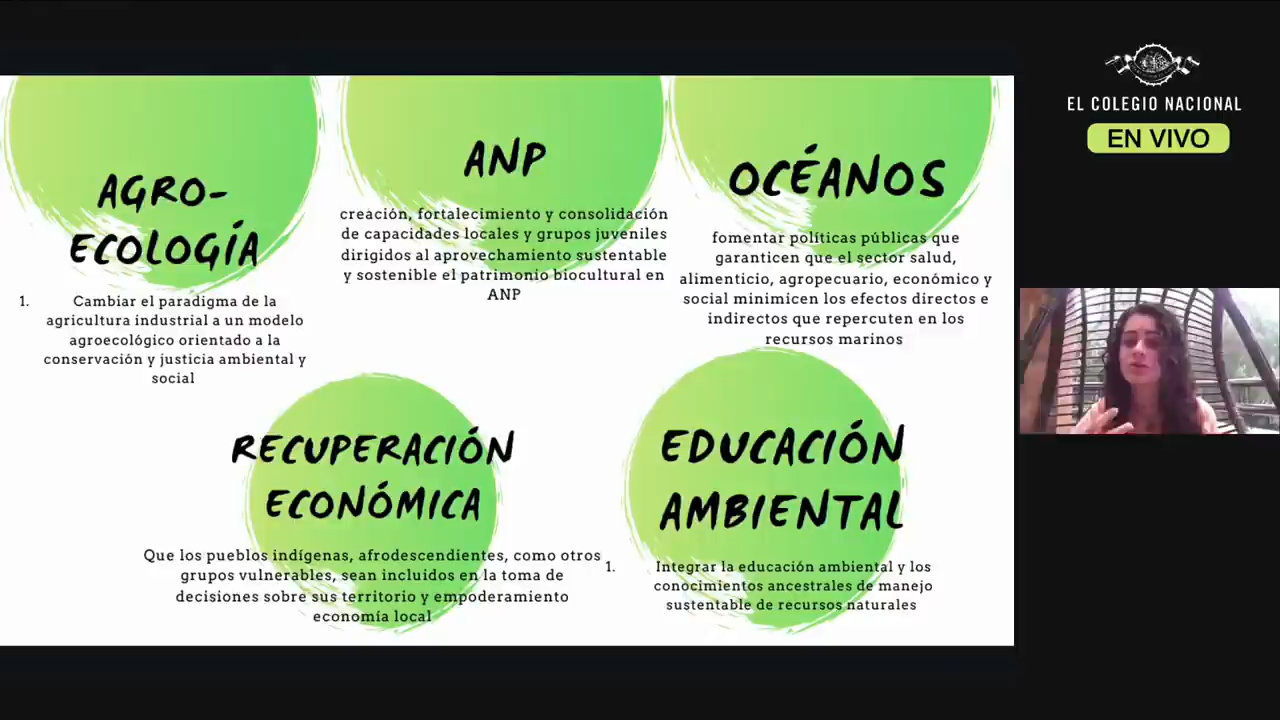 AGRO-
ECOLOGÍA
1. Cambiar el paradigma de la
agricultura industrial a un modelo
agroecológico orientado a la
conservación y justicia ambiental y
social
ANP
creación, fortalecimiento y consolidación
de capacidades locales y grupos juveniles
dirigidos al aprovechamiento sustentable
y sostenible el patrimonio biocultural en
ANP
OCÉANOS
fomentar políticas públicas que
garanticen que el sector salud,
alimenticio, agropecuario, económico y
social minimicen los efectos directos e
indirectos que repercuten en los
recursos marinos
RECUPERACIÓN
ECONÓMICA
Que los pueblos indígenas, afrodescendientes, como otros
grupos vulnerables, sean incluidos en la toma de
decisiones sobre sus territorio y empoderamiento
economía local
EDUCACIÓN
AMBIENTAL
1. Integrar la educación ambiental y los
conocimientos ancestrales de manejo
sustentable de recursos naturales
EL COLEGIO NACIONAL
EN VIVO